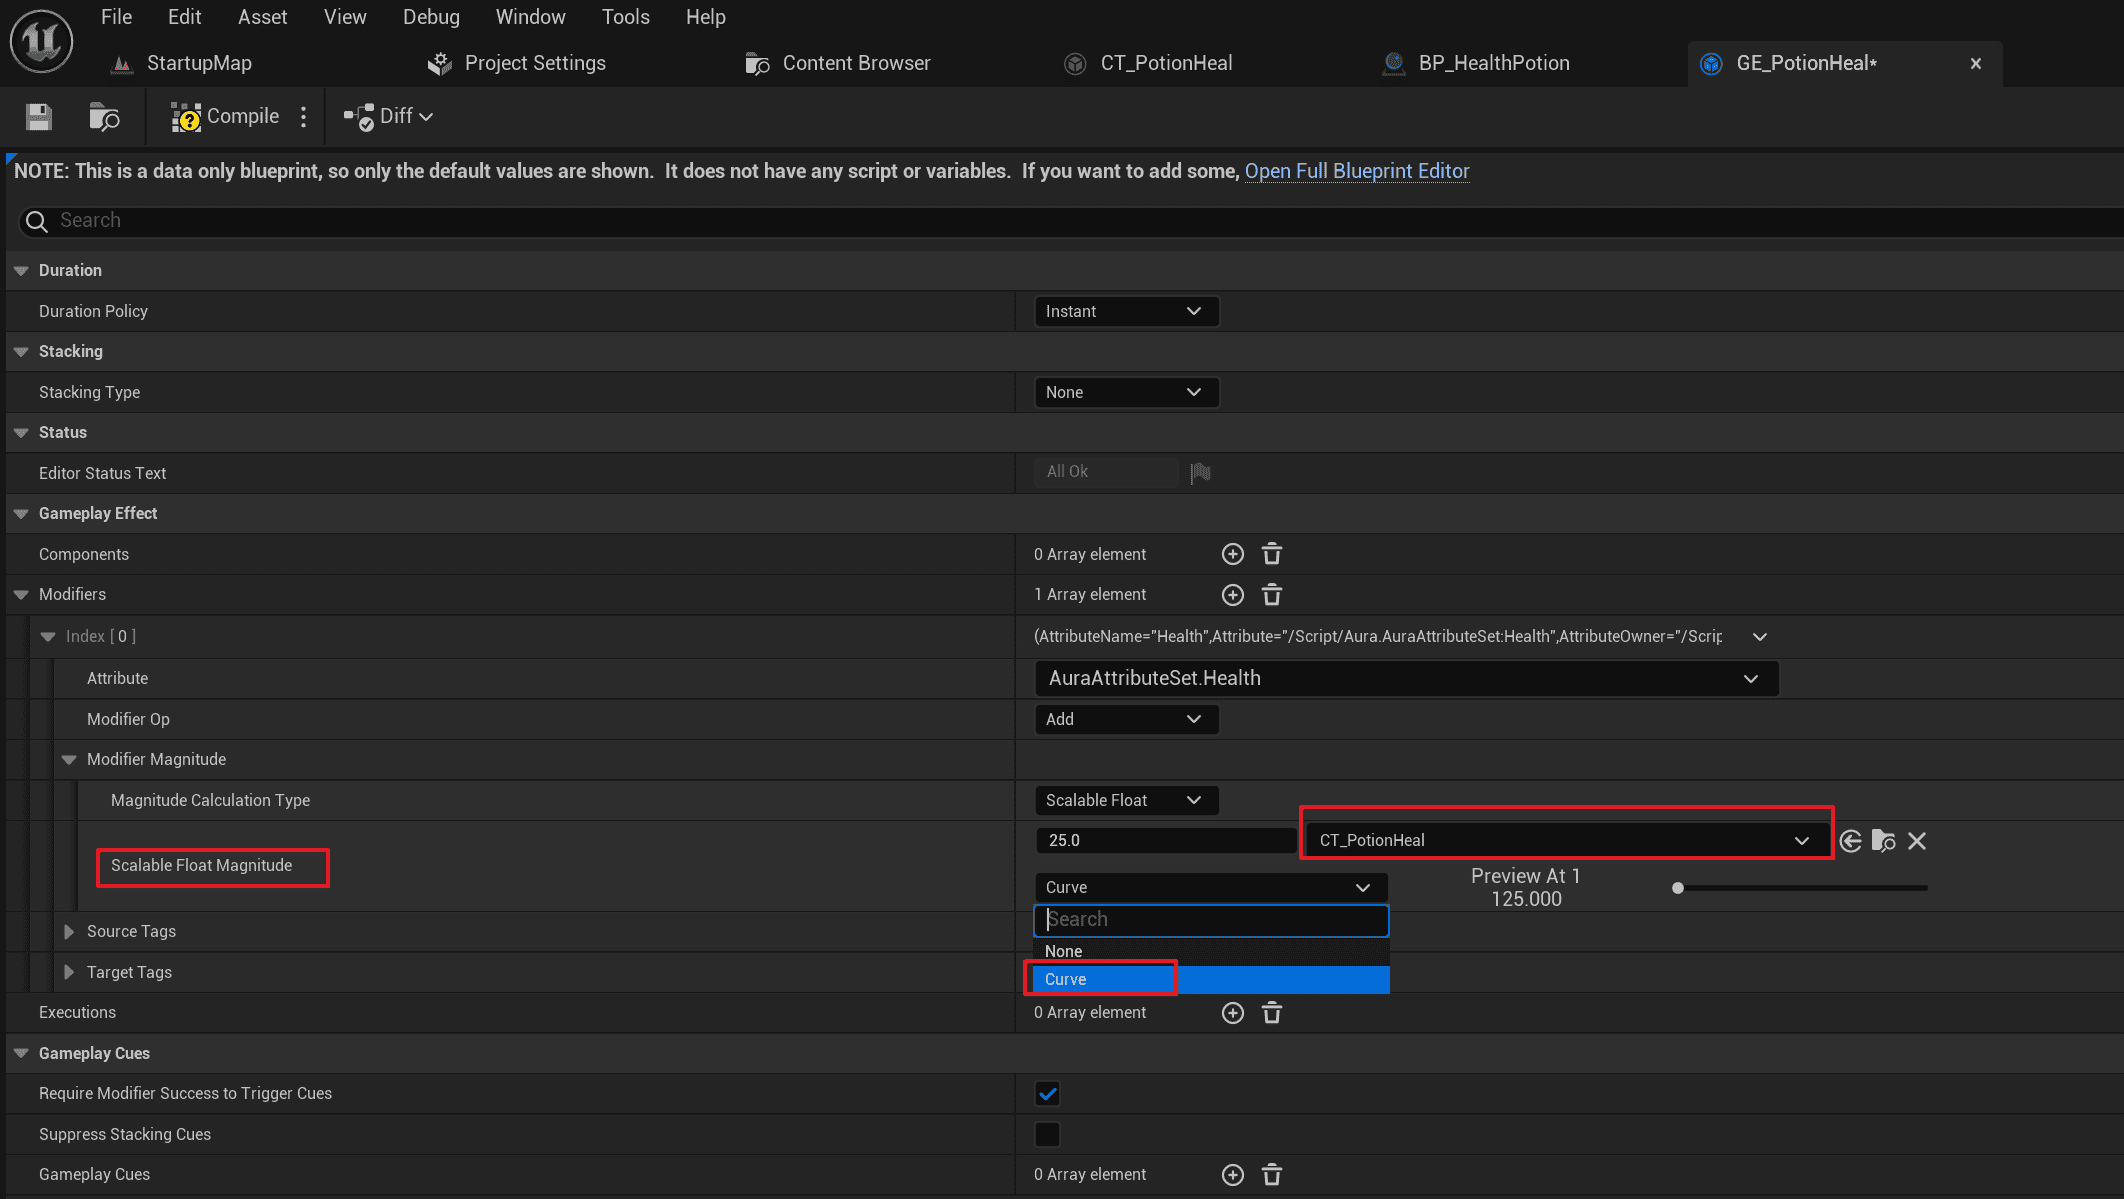 File Edit Asset View Debug Window Tools Help
StartupMap Project Settings Content Browser CT_PotionHeal BP_HealthPotion GE_PotionHeal*
Compile Diff
NOTE: This is a data only blueprint, so only the default values are shown. It does not have any script or variables. If you want to add some, Open Full Blueprint Editor
Search
Duration
Duration Policy Instant
Stacking
Stacking Type None
Status
Editor Status Text All Ok
Gameplay Effect
Components 0 Array element
Modifiers 1 Array element
Index [ 0 ] (AttributeName="Health",Attribute="/Script/Aura.AuraAttributeSet:Health",AttributeOwner="/Scrip
Attribute AuraAttributeSet.Health
Modifier Op Add
Modifier Magnitude
Magnitude Calculation Type Scalable Float
25.0 CT_PotionHeal
Scalable Float Magnitude
Curve Preview At 1
125.000
Search
Source Tags
None
Target Tags Curve
Executions 0 Array element
Gameplay Cues
Require Modifier Success to Trigger Cues
Suppress Stacking Cues
Gameplay Cues 0 Array element